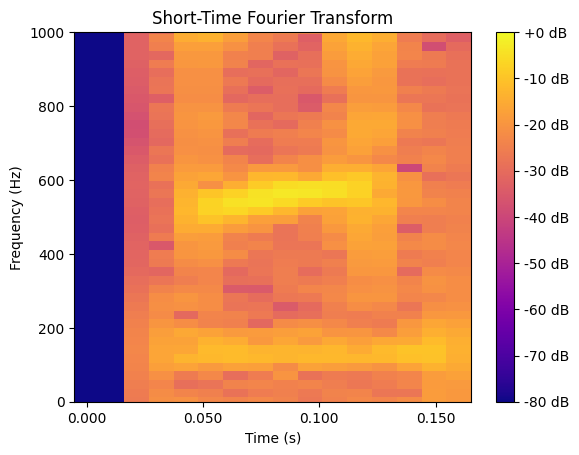 Short-Time Fourier Transform
1000
800
600
400
200
0
Frequency (Hz)
0.000
0.050
0.100
0.150
Time (s)
+0 dB
-10 dB
-20 dB
-30 dB
-40 dB
-50 dB
-60 dB
-70 dB
-80 dB